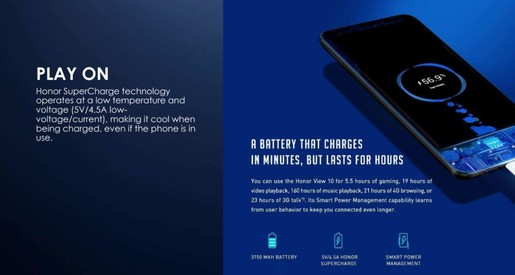 PLAY ON
Honor SuperCharge technology
operates at a low temperature and
voltage (5V/4.5A low-
voltage/current), making it cool when
being charged, even if the phone is in
use.
56.9%
A BATTERY THAT CHARGES
IN MINUTES, BUT LASTS FOR HOURS
You can use the Honor View 10 for 5.5 hours of gaming, 19 hours of
video playback, 160 hours of music playback, 21 hours of 4G browsing, or
23 hours of 3G talk. Its Smart Power Management capability learns
from user behavior to keep you connected even longer.
3750 MAH BATTERY
5V/4.5A HONOR
SUPERCHARGE
SMART POWER
MANAGEMENT